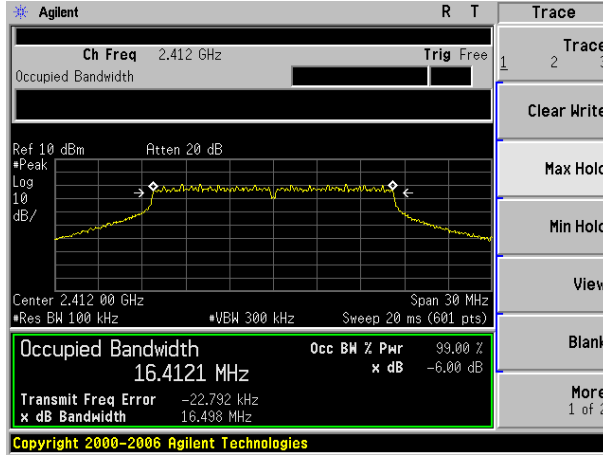 Agilent R T Trace
Ch Freq 2.412 GHz Trig Free
Occupied Bandwidth
Trace
1 2 3
Clear Write
Ref 10 dBm Atten 20 dB
#Peak
Log
10
dB/
Max Hold
Min Hold
View
Center 2.412 00 GHz Span 30 MHz
#Res BW 100 kHz #VBW 300 kHz Sweep 20 ms (601 pts)
Occupied Bandwidth Occ BW % Pwr 99.00 %
16.4121 MHz x dB -6.00 dB
Blank
Transmit Freq Error -22.792 kHz
x dB Bandwidth 16.498 MHz
More
1 of 2
Copyright 2000-2006 Agilent Technologies